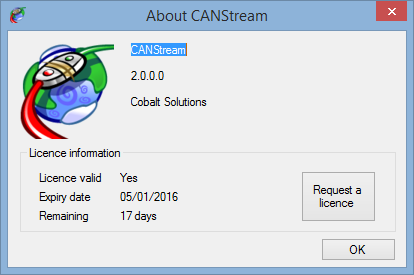 About CANStream
CANStream
2.0.0.0
Cobalt Solutions
Licence information
Licence valid Yes
Expiry date 05/01/2016
Remaining 17 days
Request a
licence
OK